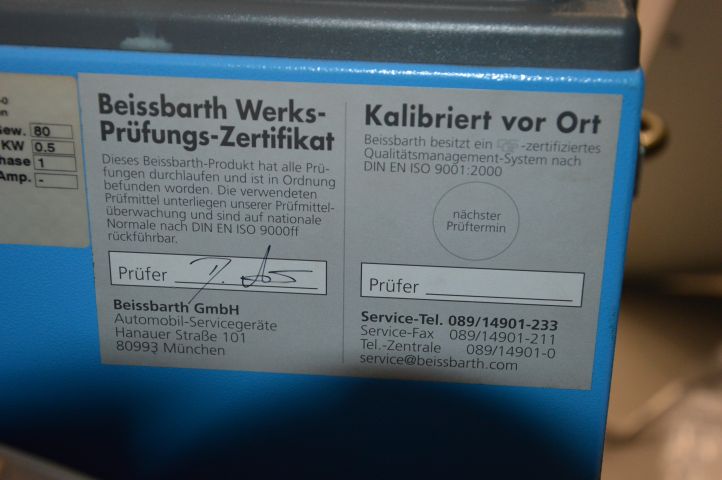 Gew. 80
KW 0.5
Phase 1
Amp. -
Beissbarth Werks-
Prüfungs-Zertifikat
Dieses Beissbarth-Produkt hat alle Prü-
fungen durchlaufen und ist in Ordnung
befunden worden. Die verwendeten
Prüfmittel unterliegen unserer Prüfmittel-
überwachung und sind auf nationale
Normale nach DIN EN ISO 9000ff
rückführbar.
Prüfer
Beissbarth GmbH
Automobil-Servicegeräte
Hanauer Straße 101
80993 München
Kalibriert vor Ort
Beissbarth besitzt ein -zertifiziertes
Qualitätsmanagement-System nach
DIN EN ISO 9001:2000
nächster
Prüftermin
Prüfer
Service-Tel. 089/14901-233
Service-Fax 089/14901-211
Tel.-Zentrale 089/14901-0
service@beissbarth.com